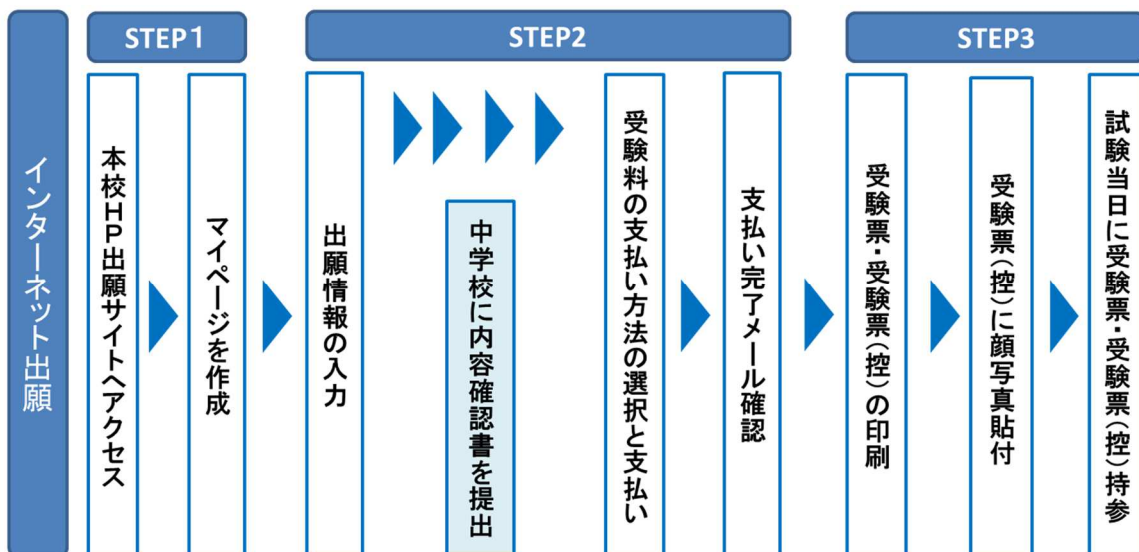 インターネット出願
STEP1
本校HP出願サイトへアクセス
マイページを作成
STEP2
出願情報の入力
中学校に内容確認書を提出
受験料の支払い方法の選択と支払い
支払い完了メール確認
STEP3
受験票・受験票(控)の印刷
受験票(控)に顔写真貼付
試験当日に受験票・受験票(控)持参